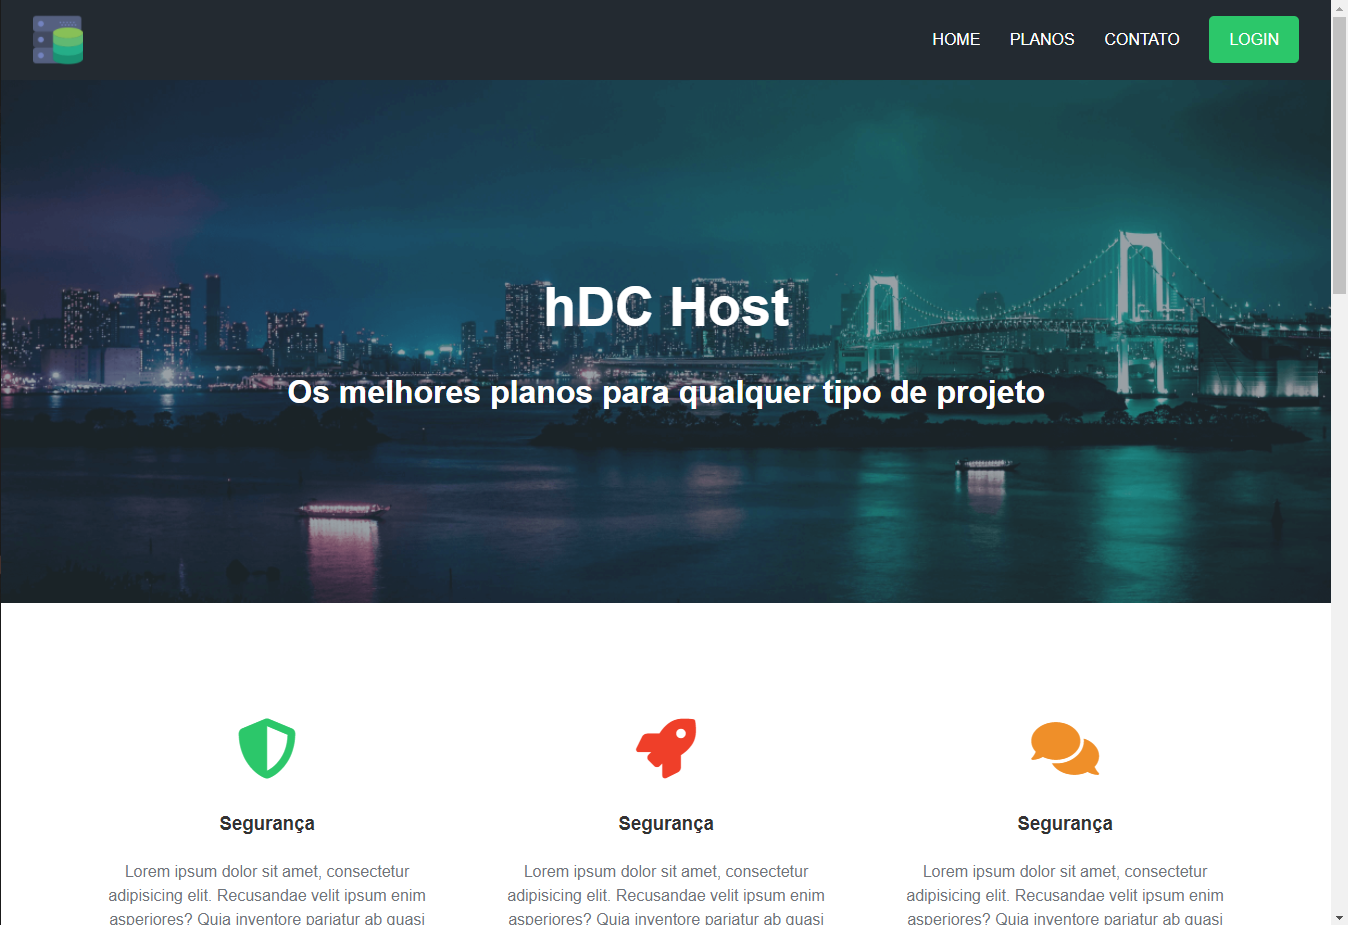 HOME PLANOS CONTATO LOGIN
hDC Host
Os melhores planos para qualquer tipo de projeto
Segurança
Lorem ipsum dolor sit amet, consectetur
adipisicing elit. Recusandae velit ipsum enim
asperiores? Quia inventore pariatur ab quasi
Segurança
Lorem ipsum dolor sit amet, consectetur
adipisicing elit. Recusandae velit ipsum enim
asperiores? Quia inventore pariatur ab quasi
Segurança
Lorem ipsum dolor sit amet, consectetur
adipisicing elit. Recusandae velit ipsum enim
asperiores? Quia inventore pariatur ab quasi